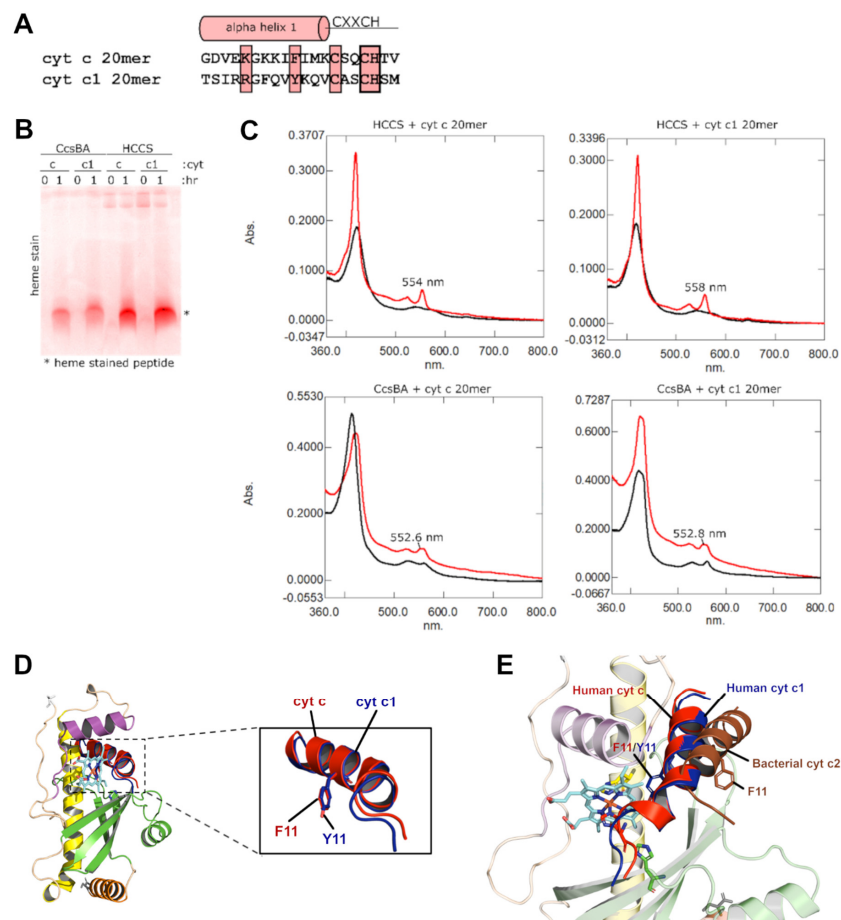 A
alpha helix 1 CXXCH
cyt c 20mer GDVEKGKKIFIMKCSQCHTV
cyt c1 20mer TSIRRGFQVYKQVCASCHSM
B
CcsBA HCCS
c c1 c c1 :cyt
0 1 0 1 0 1 0 1 :hr
heme stain
*
* heme stained peptide
C
HCCS + cyt c 20mer
0.3707
0.3000
0.2000
0.1000
0.0000
-0.0347
Abs.
554 nm
360.0 500.0 600.0 700.0 800.0
nm.
HCCS + cyt c1 20mer
0.3396
0.3000
0.2000
0.1000
0.0000
-0.0312
558 nm
360.0 500.0 600.0 700.0 800.0
nm.
CcsBA + cyt c 20mer
0.5530
0.4000
0.2000
0.0000
-0.0553
Abs.
552.6 nm
360.0 500.0 600.0 700.0 800.0
nm.
CcsBA + cyt c1 20mer
0.7287
0.6000
0.4000
0.2000
0.0000
-0.0667
552.8 nm
360.0 500.0 600.0 700.0 800.0
nm.
D
cyt c cyt c1
F11
Y11
E
Human cyt c Human cyt c1
F11/Y11
Bacterial cyt c2
F11